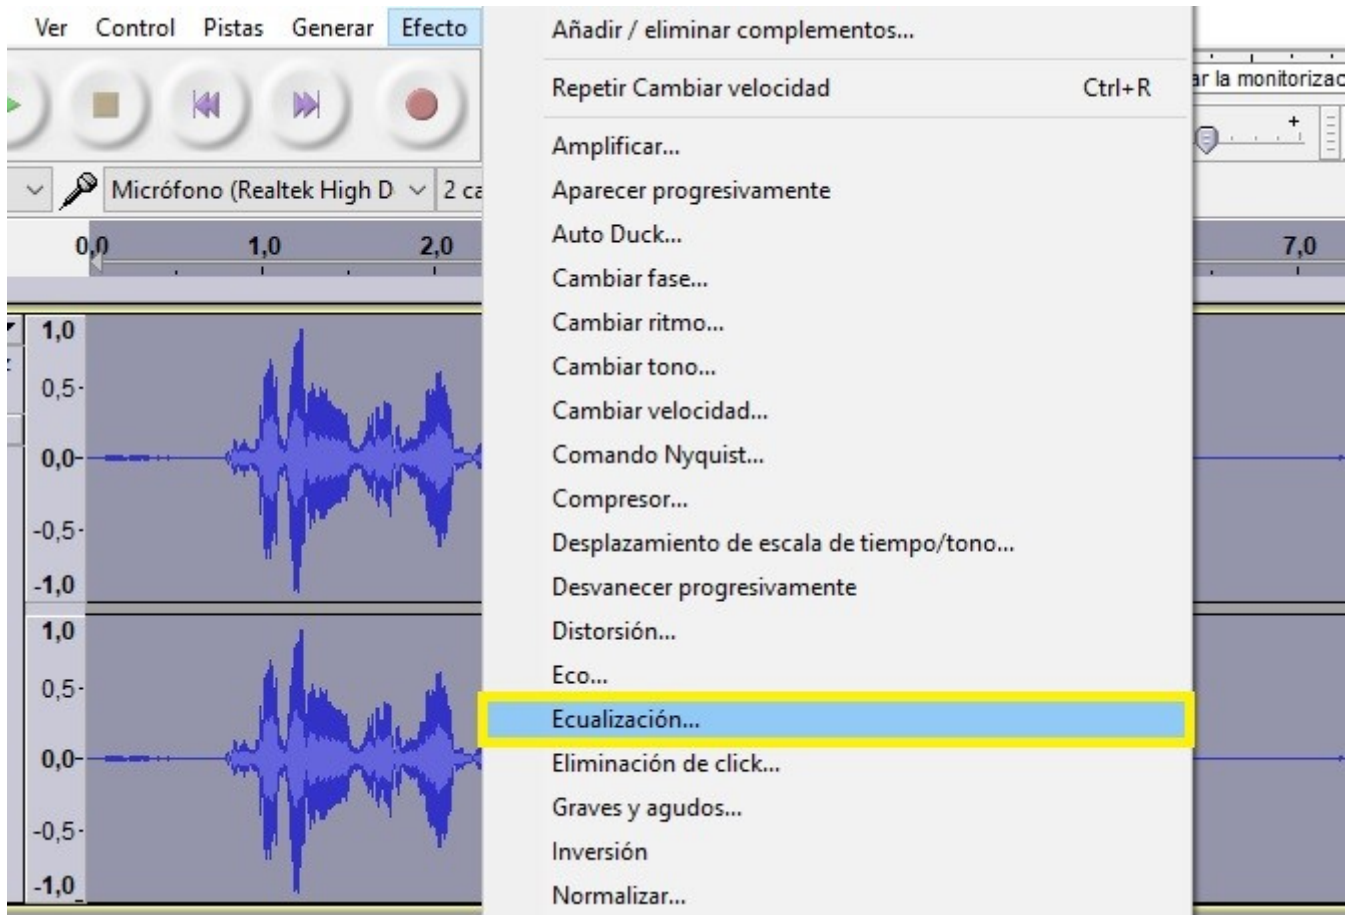 Ver Control Pistas Generar Efecto
Añadir / eliminar complementos...
Repetir Cambiar velocidad Ctrl+R
ar la monitorizac
+
Amplificar...
Micrófono (Realtek High D 2 ca
Aparecer progresivamente
0,0 1,0 2,0 7,0
Auto Duck...
Cambiar fase...
Cambiar ritmo...
Cambiar tono...
Cambiar velocidad...
Comando Nyquist...
Compresor...
Desplazamiento de escala de tiempo/tono...
Desvanecer progresivamente
Distorsión...
Eco...
Ecualización...
Eliminación de click...
Graves y agudos...
Inversión
Normalizar...
1,0
0,5
0,0
-0,5
-1,0
1,0
0,5
0,0
-0,5
-1,0